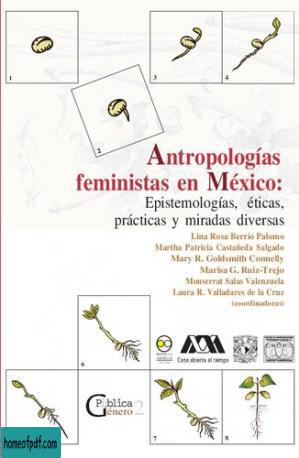 1
3
4
2
Antropologías
feministas en México:
Epistemologías, éticas,
prácticas y miradas diversas
Lina Rosa Berrio Palomo
Martha Patricia Castañeda Salgado
Mary R. Goldsmith Connelly
Marisa G. Ruiz-Trejo
Monserrat Salas Valenzuela
Laura R. Valladares de la Cruz
(coordinadoras)
Casa abierta al tiempo
6
Pública
Género 2
7
8
homeofpdf.com